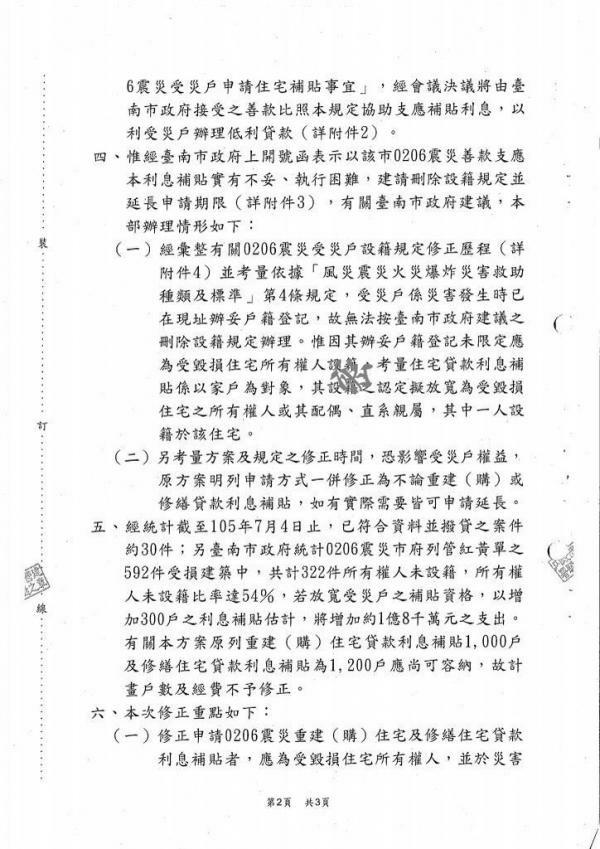 6震災受災戶申請住宅補貼事宜」，經會議決議將由臺
南市政府接受之善款比照本規定協助支應補貼利息，以
利受災戶辦理低利貸款（詳附件2）。
四、惟經臺南市政府上開號函表示以該市0206震災善款支應
本利息補貼實有不妥、執行困難，建請刪除設籍規定並
延長申請期限（詳附件3），有關臺南市政府建議，本
部辦理情形如下：
（一）經彙整有關0206震災受災戶設籍規定修正歷程（詳
附件4）並考量依據「風災震災火災爆炸災害救助
種類及標準」第4條規定，受災戶係災害發生時已
在現址辦妥戶籍登記，故無法按臺南市政府建議之
刪除設籍規定辦理。惟因其辦妥戶籍登記未限定應
為受毀損住宅所有權人設籍，考量住宅貸款利息補
貼係以家戶為對象，其設籍之認定擬放寬為受毀損
住宅之所有權人或其配偶、直系親屬，其中一人設
籍於該住宅。
（二）另考量方案及規定之修正時間，恐影響受災戶權益，
原方案明列申請方式一併修正為不論重建（購）或
修繕貸款利息補貼，如有實際需要皆可申請延長。
五、經統計截至105年7月4日止，已符合資料並撥貸之案件
約30件；另臺南市政府統計0206震災市府列管紅黃單之
592件受損建築中，共計322件所有權人未設籍，所有權
人未設籍比率達54%，若放寬受災戶之補貼資格，以增
加300戶之利息補貼估計，將增加約1億8千萬元之支出。
有關本方案原列重建（購）住宅貸款利息補貼1,000戶
及修繕住宅貸款利息補貼為1,200戶應尚可容納，故計
畫戶數及經費不予修正。
六、本次修正重點如下：
（一）修正申請0206震災重建（購）住宅及修繕住宅貸款
利息補貼者，應為受毀損住宅所有權人，並於災害
裝
訂
線
第2頁 共3頁